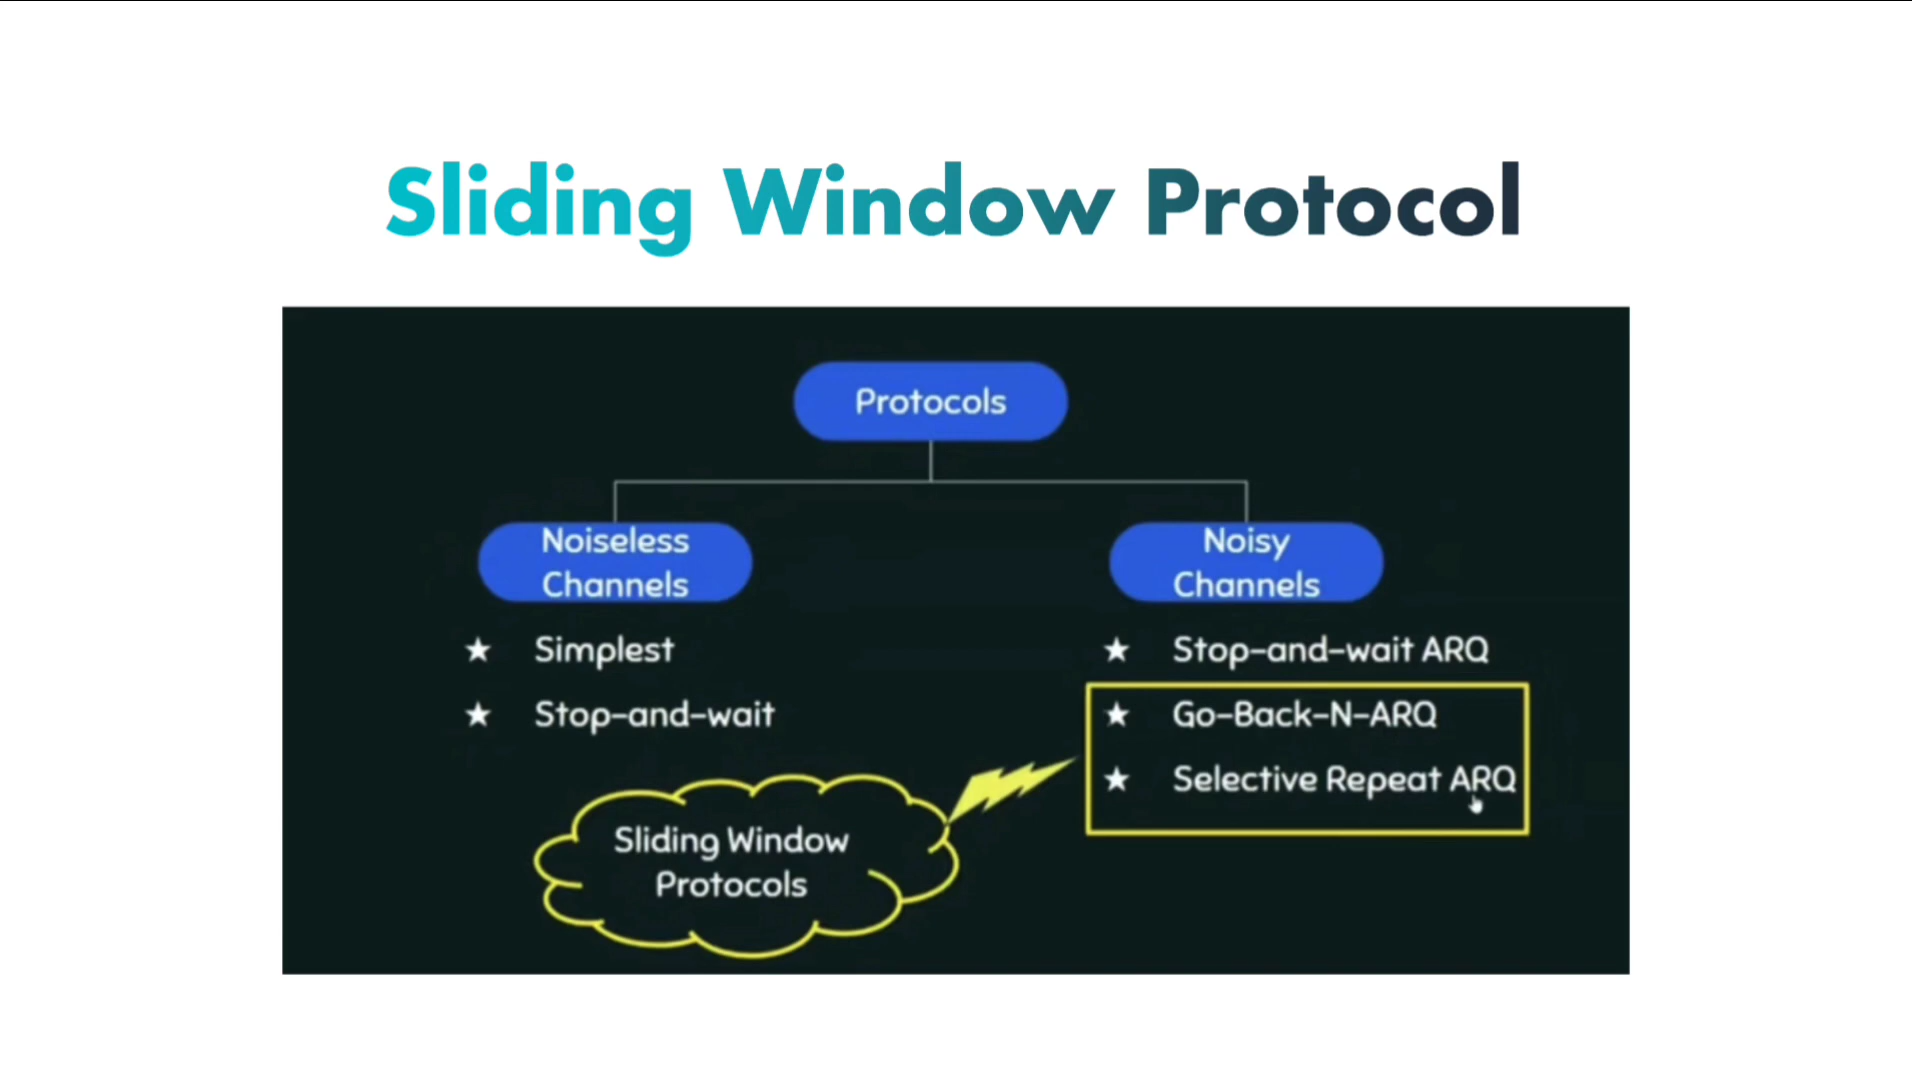 Sliding Window Protocol
Protocols
Noiseless
Channels
★ Simplest
★ Stop-and-wait
Noisy
Channels
★ Stop-and-wait ARQ
★ Go-Back-N-ARQ
★ Selective Repeat ARQ
Sliding Window
Protocols